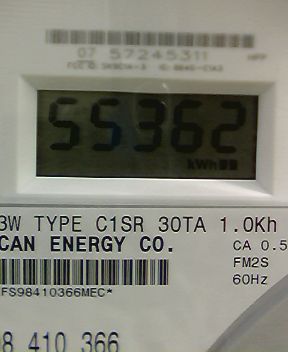 07 57245311
55362
kWh
3W TYPE C1SR 30TA 1.0Kh
CAN ENERGY CO.
CA 0.5
FM2S
60Hz
FS98410366MEC*
8 410 366